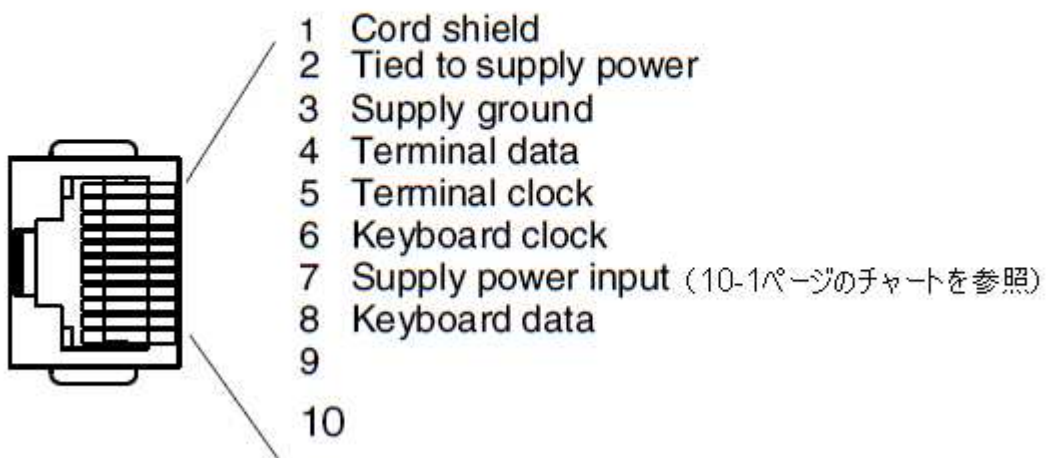 1 Cord shield
2 Tied to supply power
3 Supply ground
4 Terminal data
5 Terminal clock
6 Keyboard clock
7 Supply power input (10-1ページのチャートを参照)
8 Keyboard data
9
10